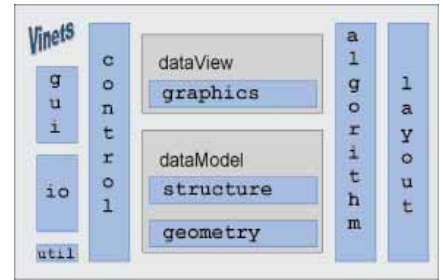 Vinets
gui
io
util
control
dataView
graphics
dataModel
structure
geometry
algorithm
layout